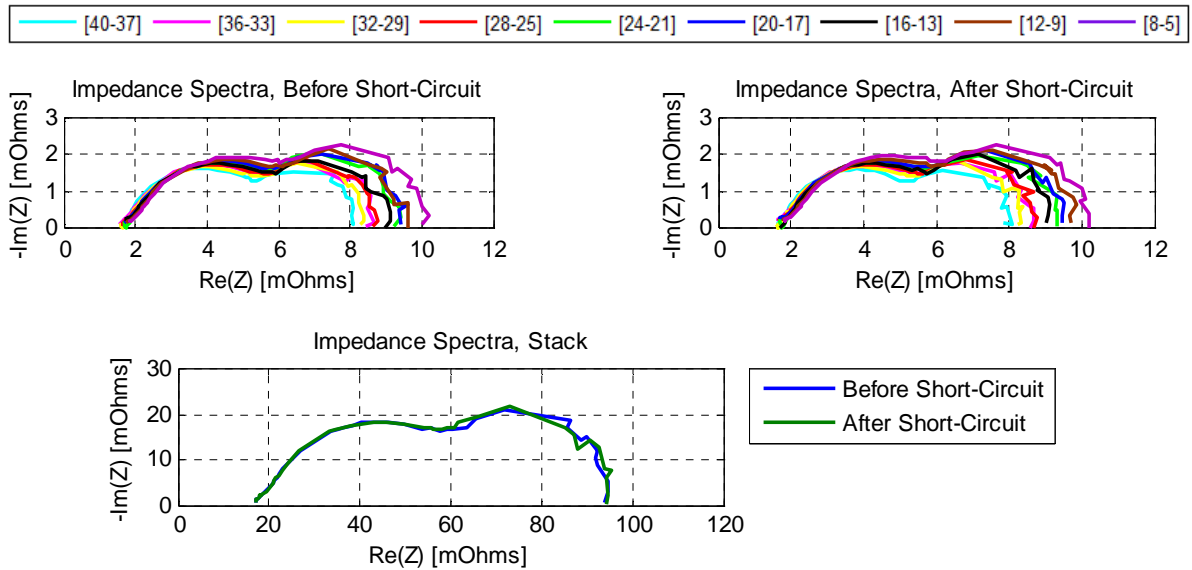 [40-37] [36-33] [32-29] [28-25] [24-21] [20-17] [16-13] [12-9] [8-5]
Impedance Spectra, Before Short-Circuit
3
2
1
0
-Im(Z) [mOhms]
0 2 4 6 8 10 12
Re(Z) [mOhms]
Impedance Spectra, After Short-Circuit
3
2
1
0
-Im(Z) [mOhms]
0 2 4 6 8 10 12
Re(Z) [mOhms]
Impedance Spectra, Stack
30
20
10
0
-Im(Z) [mOhms]
0 20 40 60 80 100 120
Re(Z) [mOhms]
Before Short-Circuit
After Short-Circuit